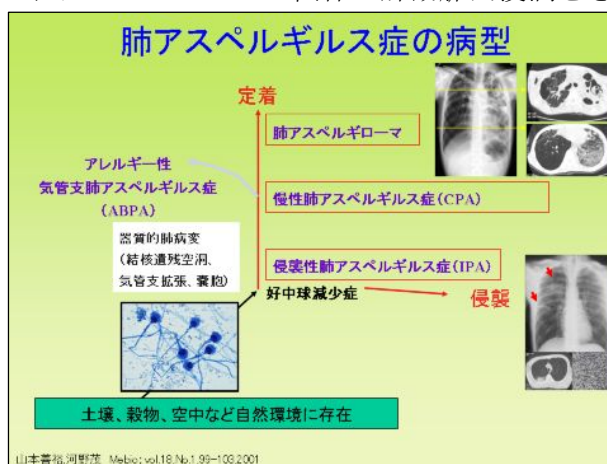 肺アスペルギルス症の病型
定着
肺アスペルギローマ
アレルギー性
気管支肺アスペルギルス症
(ABPA)
慢性肺アスペルギルス症(CPA)
器質的肺病変
(結核遺残空洞、
気管支拡張、嚢胞)
侵襲性肺アスペルギルス症(IPA)
好中球減少症
侵襲
土壌、穀物、空中など自然環境に存在
山本善裕,河野茂 Mebio; vol.18.No.1,99-103.2001